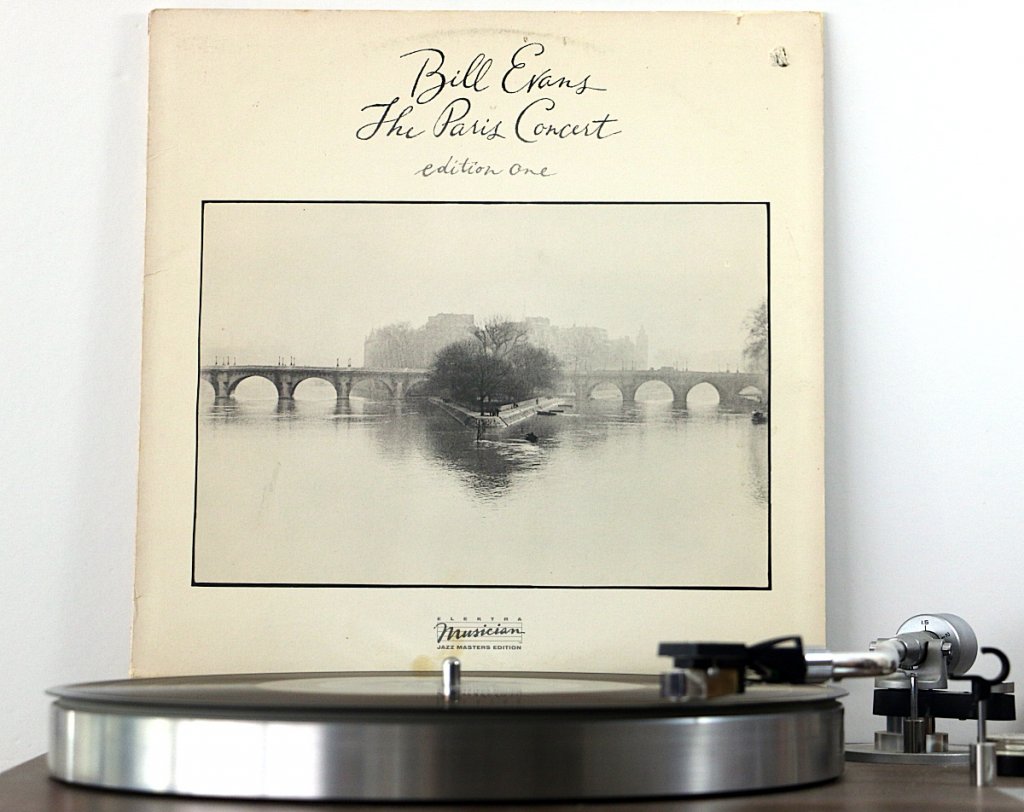 Bill Evans
The Paris Concert
edition one
ELEKTRA
Musician
JAZZ MASTERS EDITION